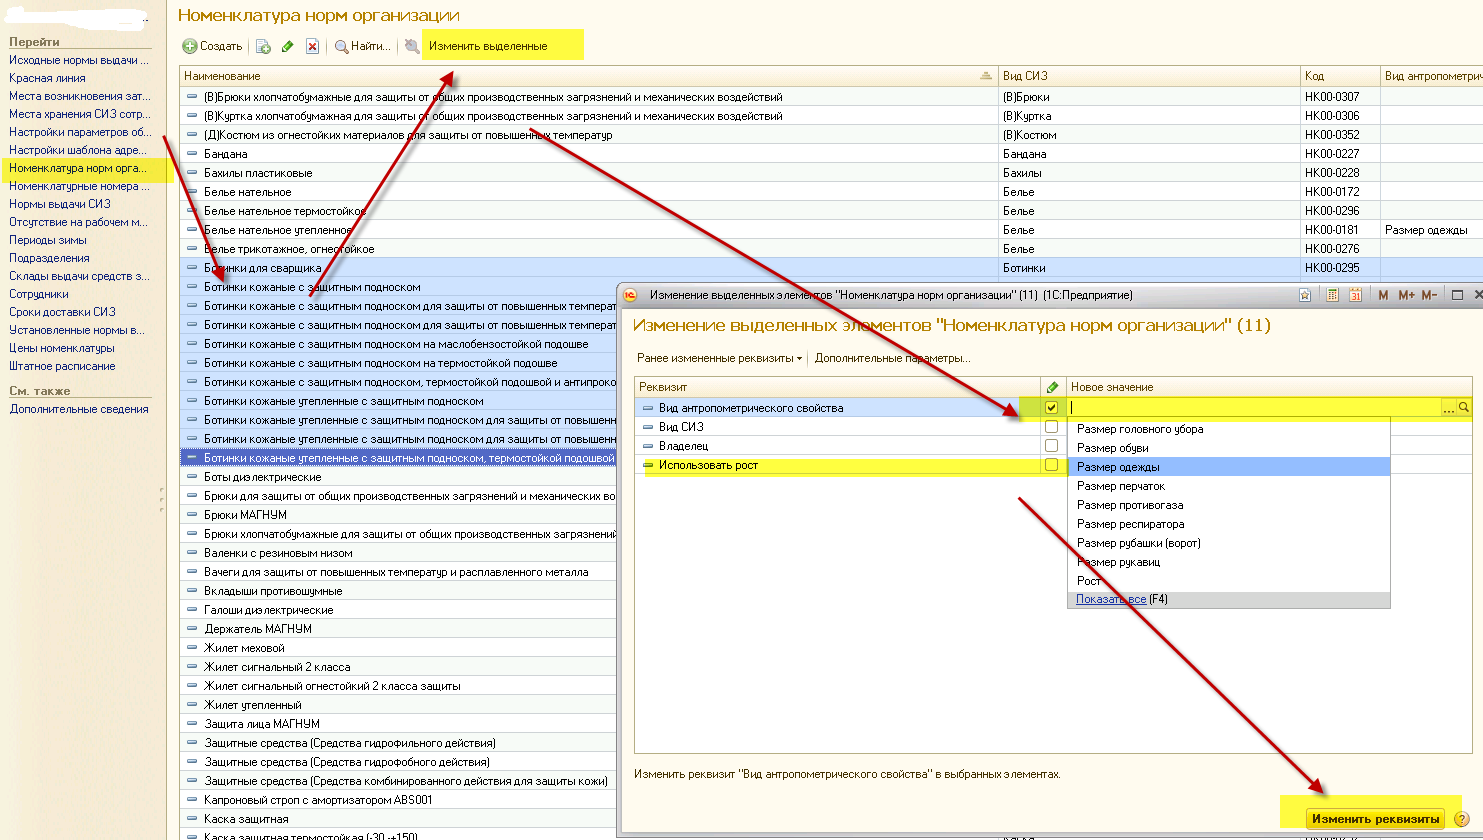 Номенклатура норм организации
Перейти
Исходные нормы выдачи ...
Красная линия
Места возникновения зат...
Места хранения СИЗ сотр...
Настройки параметров об...
Настройки шаблона адре...
Номенклатура норм орга...
Номенклатурные номера ...
Нормы выдачи СИЗ
Отсутствие на рабочем м...
Периоды зимы
Подразделения
Склады выдачи средств з...
Сотрудники
Сроки доставки СИЗ
Установленные нормы в...
Цены номенклатуры
Штатное расписание
См. также
Дополнительные сведения
Создать Найти... Изменить выделенные
Наименование Вид СИЗ Код Вид антропометрич
(В)Брюки хлопчатобумажные для защиты от общих производственных загрязнений и механических воздействий (В)Брюки НК00-0307
(В)Куртка хлопчатобумажная для защиты от общих производственных загрязнений и механических воздействий (В)Куртка НК00-0306
(Д)Костюм из огнестойких материалов для защиты от повышенных температур (В)Костюм НК00-0352
Бандана Бандана НК00-0227
Бахилы пластиковые Бахилы НК00-0228
Белье нательное Белье НК00-0172
Белье нательное термостойкое Белье НК00-0296
Белье нательное утепленное Белье НК00-0181 Размер одежды
Белье трикотажное, огнестойкое Белье НК00-0276
Ботинки для сварщика Ботинки НК00-0295
Ботинки кожаные с защитным подноском
Ботинки кожаные с защитным подноском для защиты от повышенных температ
Ботинки кожаные с защитным подноском для защиты от повышенных температ
Ботинки кожаные с защитным подноском на маслобензостойкой подошве
Ботинки кожаные с защитным подноском на термостойкой подошве
Ботинки кожаные с защитным подноском, термостойкой подошвой и антипроко
Ботинки кожаные утепленные с защитным подноском
Ботинки кожаные утепленные с защитным подноском для защиты от повышенн
Ботинки кожаные утепленные с защитным подноском для защиты от повышенн
Ботинки кожаные утепленные с защитным подноском, термостойкой подошвой
Боты диэлектрические
Брюки для защиты от общих производственных загрязнений и механических во
Брюки МАГНУМ
Брюки хлопчатобумажные для защиты от общих производственных загрязнений
Валенки с резиновым низом
Вачеги для защиты от повышенных температур и расплавленного металла
Вкладыши противошумные
Галоши диэлектрические
Держатель МАГНУМ
Жилет меховой
Жилет сигнальный 2 класса
Жилет сигнальный огнестойкий 2 класса защиты
Жилет утепленный
Защита лица МАГНУМ
Защитные средства (Средства гидрофильного действия)
Защитные средства (Средства гидрофобного действия)
Защитные средства (Средства комбинированного действия для защиты кожи)
Капроновый строп с амортизатором ABS001
Каска защитная
Каска защитная термостойкая (-30 -+150)
Изменение выделенных элементов "Номенклатура норм организации" (11) (1С:Предприятие) M M+ M-
Изменение выделенных элементов "Номенклатура норм организации" (11)
Ранее измененные реквизиты Дополнительные параметры...
Реквизит Новое значение
Вид антропометрического свойства ...
Вид СИЗ
Владелец
Использовать рост
Размер головного убора
Размер обуви
Размер одежды
Размер перчаток
Размер противогаза
Размер респиратора
Размер рубашки (ворот)
Размер рукавиц
Рост
Показать все (F4)
Изменить реквизит "Вид антропометрического свойства" в выбранных элементах.
Изменить реквизиты ?